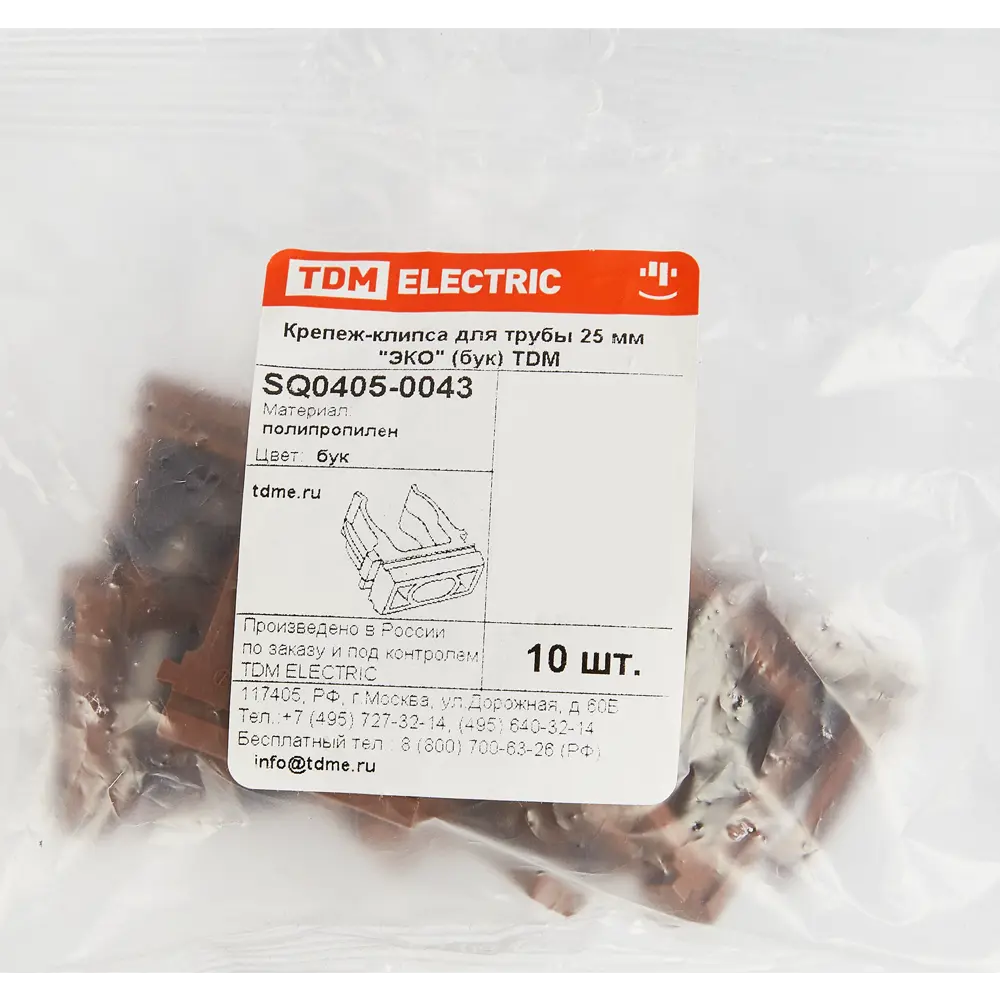 TDM ELECTRIC
Крепеж-клипса для трубы 25 мм
"ЭКО" (бук) TDM
SQ0405-0043
Материал:
полипропилен
Цвет: бук
tdme.ru
Произведено в России
по заказу и под контролем
TDM ELECTRIC
10 шт.
117405, РФ, г.Москва, ул.Дорожная, д 60Б
Тел.:+7 (495) 727-32-14, (495) 640-32-14
Бесплатный тел.: 8 (800) 700-63-26 (РФ)
info@tdme.ru